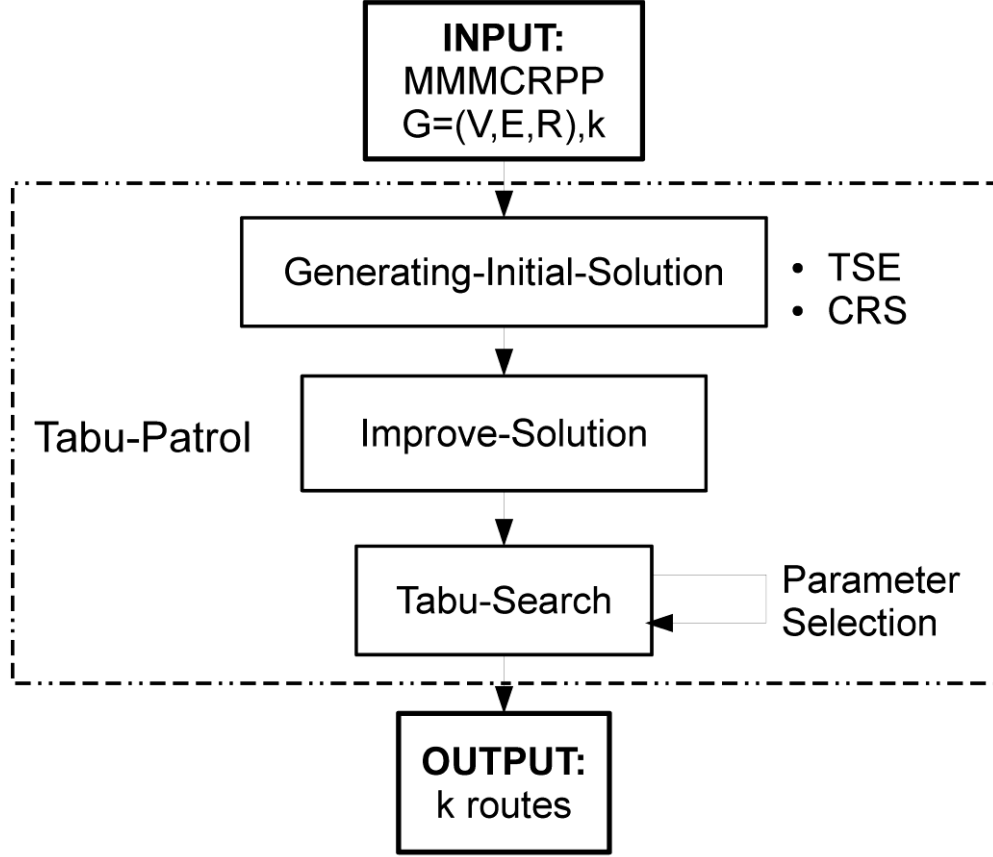 INPUT:
MMMCRPP
G=(V,E,R),k
Generating-Initial-Solution
• TSE
• CRS
Improve-Solution
Tabu-Patrol
Tabu-Search
Parameter
Selection
OUTPUT:
k routes